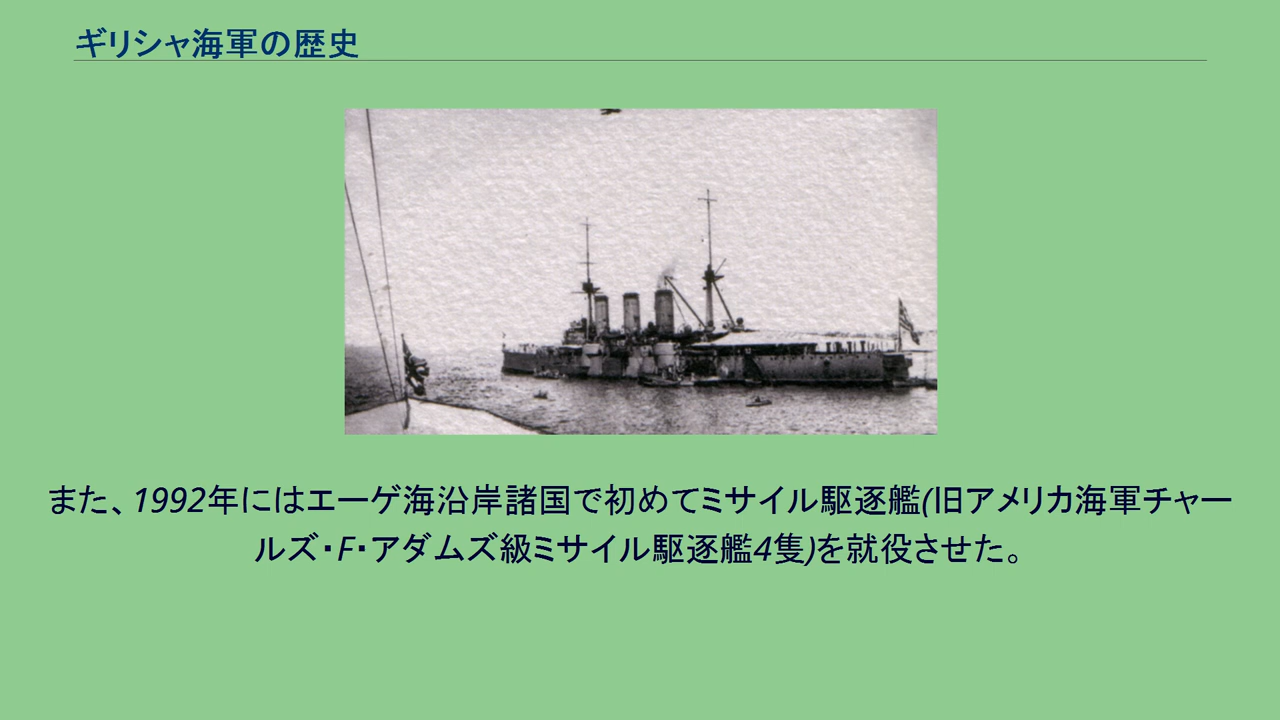 ギリシャ海軍の歴史
また、1992年にはエーゲ海沿岸諸国で初めてミサイル駆逐艦(旧アメリカ海軍チャー
ルズ・F・アダムズ級ミサイル駆逐艦4隻)を就役させた。